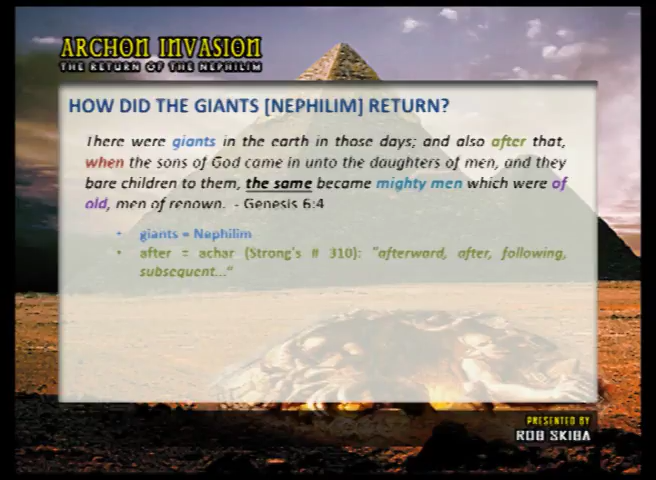 ARCHON INVASION
THE RETURN OF THE NEPHILIM
HOW DID THE GIANTS [NEPHILIM] RETURN?
There were giants in the earth in those days; and also after that,
when the sons of God came in unto the daughters of men, and they
bare children to them, the same became mighty men which were of
old, men of renown. - Genesis 6:4
• giants = Nephilim
• after = achar (Strong's # 310): "afterward, after, following,
subsequent..."
PRESENTED BY
ROB SKIBA